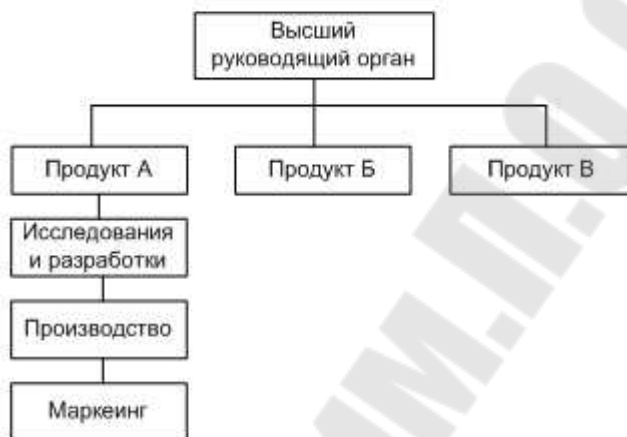 Высший
руководящий орган
Продукт А
Продукт Б
Продукт В
Исследования
и разработки
Производство
Маркеинг